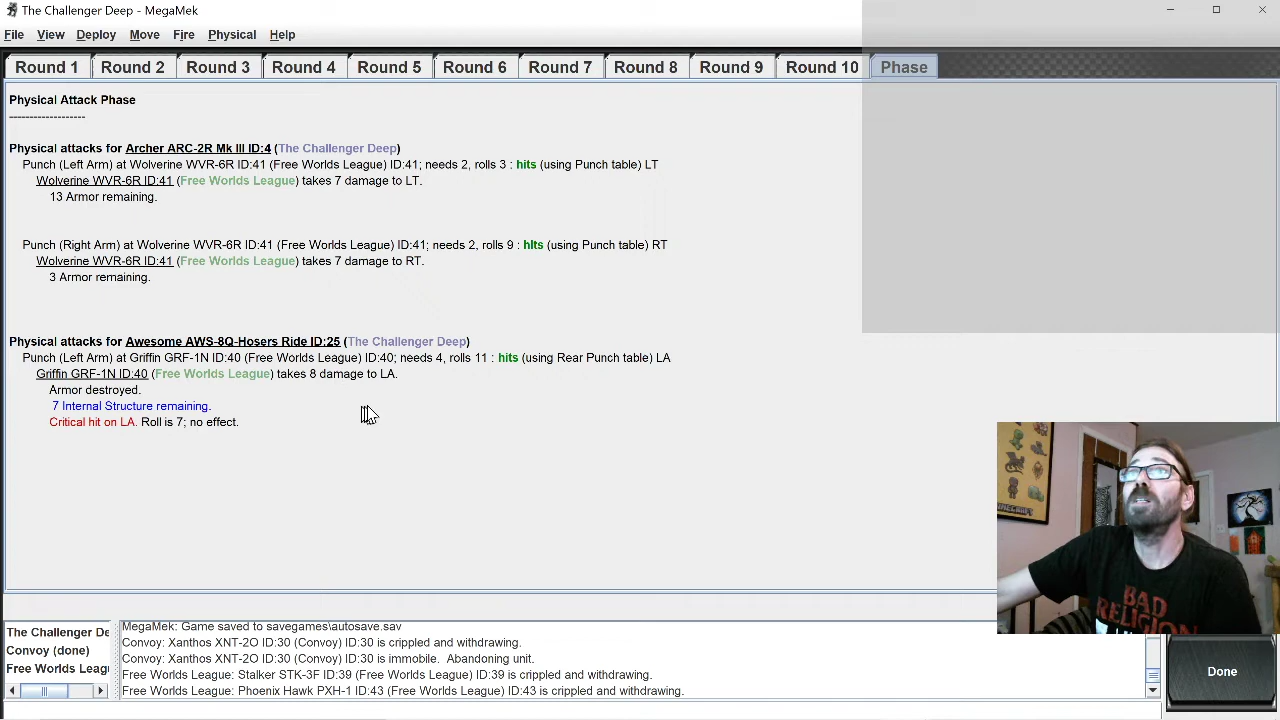 The Challenger Deep - MegaMek
File View Deploy Move Fire Physical Help
Round 1 Round 2 Round 3 Round 4 Round 5 Round 6 Round 7 Round 8 Round 9 Round 10 Phase
Physical Attack Phase
-------------------
Physical attacks for Archer ARC-2R Mk III ID:4 (The Challenger Deep)
Punch (Left Arm) at Wolverine WVR-6R ID:41 (Free Worlds League) ID:41; needs 2, rolls 3 : hits (using Punch table) LT
Wolverine WVR-6R ID:41 (Free Worlds League) takes 7 damage to LT.
13 Armor remaining.
Punch (Right Arm) at Wolverine WVR-6R ID:41 (Free Worlds League) ID:41; needs 2, rolls 9 : hits (using Punch table) RT
Wolverine WVR-6R ID:41 (Free Worlds League) takes 7 damage to RT.
3 Armor remaining.
Physical attacks for Awesome AWS-8Q-Hosers Ride ID:25 (The Challenger Deep)
Punch (Left Arm) at Griffin GRF-1N ID:40 (Free Worlds League) ID:40; needs 4, rolls 11 : hits (using Rear Punch table) LA
Griffin GRF-1N ID:40 (Free Worlds League) takes 8 damage to LA.
Armor destroyed.
7 Internal Structure remaining.
Critical hit on LA. Roll is 7; no effect.
MINECRAFT
BAD
RELIGION
The Challenger De
Convoy (done)
Free Worlds Leagu
MegaMek: Game saved to savegames\autosave.sav
Convoy: Xanthos XNT-2O ID:30 (Convoy) ID:30 is crippled and withdrawing.
Convoy: Xanthos XNT-2O ID:30 (Convoy) ID:30 is immobile. Abandoning unit.
Free Worlds League: Stalker STK-3F ID:39 (Free Worlds League) ID:39 is crippled and withdrawing.
Free Worlds League: Phoenix Hawk PXH-1 ID:43 (Free Worlds League) ID:43 is crippled and withdrawing.
Done